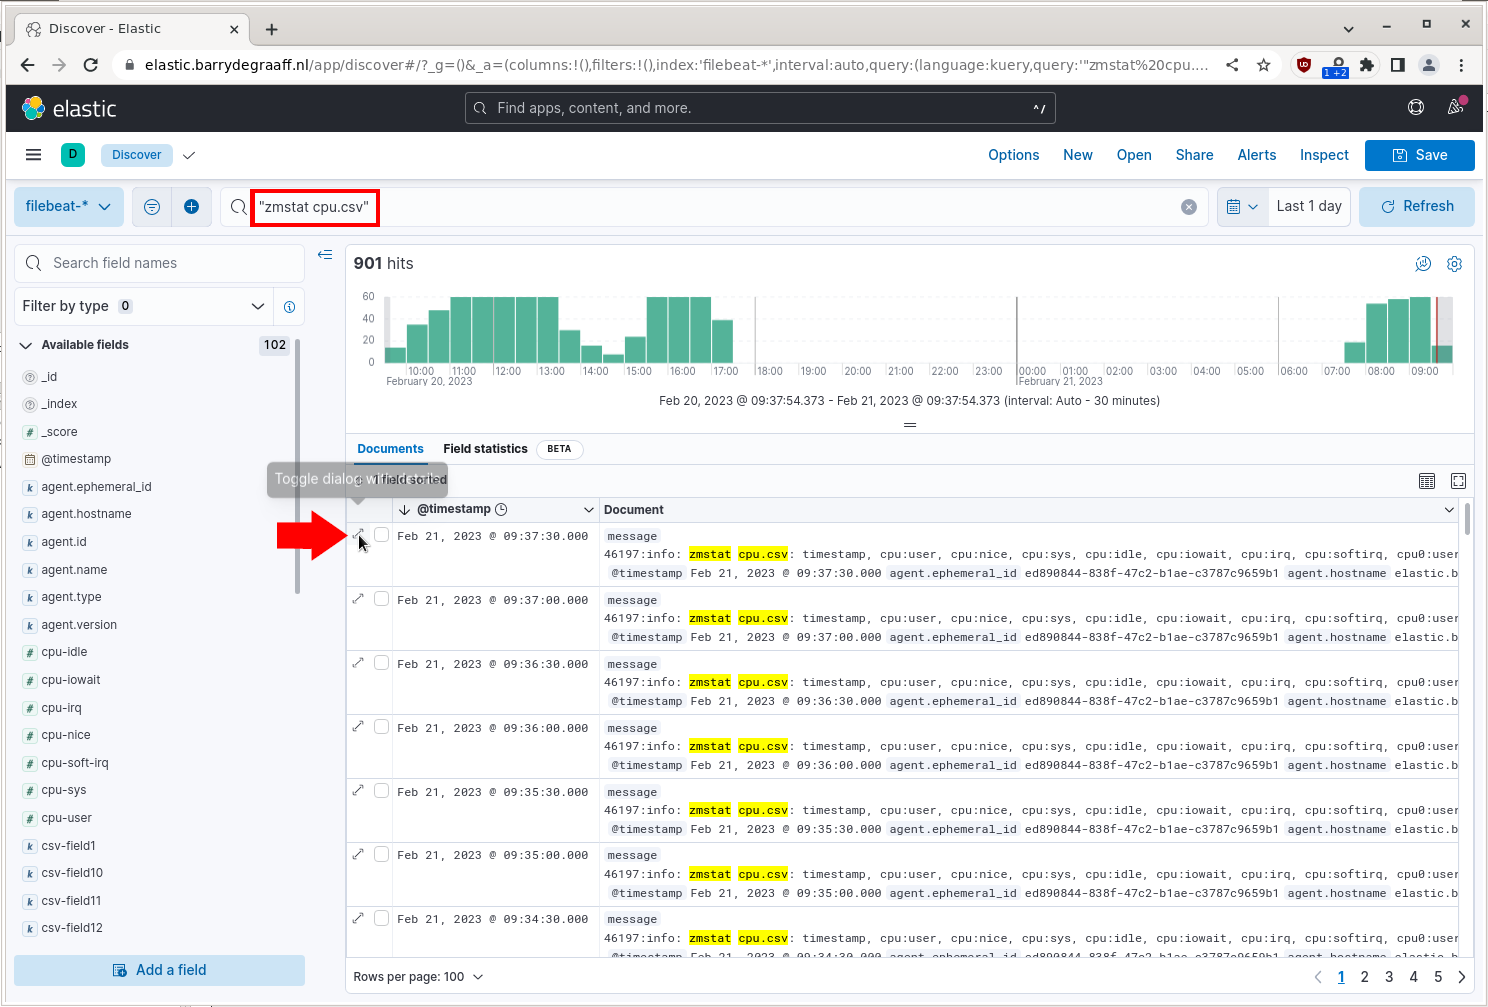 Discover - Elastic
elastic.barrydegraaff.nl/app/discover#/?_g=()&_a=(columns:!(),filters:!(),index:'filebeat-*',interval:auto,query:(language:kuery,query:'"zmstat%20cpu....
1 +2
elastic
Find apps, content, and more.
^/
D
Discover
Options
New
Open
Share
Alerts
Inspect
Save
filebeat-*
"zmstat cpu.csv"
Last 1 day
Refresh
Search field names
Filter by type 0
Available fields 102
_id
_index
_score
@timestamp
agent.ephemeral_id
agent.hostname
agent.id
agent.name
agent.type
agent.version
cpu-idle
cpu-iowait
cpu-irq
cpu-nice
cpu-soft-irq
cpu-sys
cpu-user
csv-field1
csv-field10
csv-field11
csv-field12
Add a field
901 hits
60
40
20
0
10:00 11:00 12:00 13:00 14:00 15:00 16:00 17:00 18:00 19:00 20:00 21:00 22:00 23:00 00:00 01:00 02:00 03:00 04:00 05:00 06:00 07:00 08:00 09:00
February 20, 2023 February 21, 2023
Feb 20, 2023 @ 09:37:54.373 - Feb 21, 2023 @ 09:37:54.373 (interval: Auto - 30 minutes)
Documents
Field statistics
BETA
Toggle dialog with details
1 field sorted
@timestamp
Document
Feb 21, 2023 @ 09:37:30.000
message
46197:info: zmstat cpu.csv: timestamp, cpu:user, cpu:nice, cpu:sys, cpu:idle, cpu:iowait, cpu:irq, cpu:softirq, cpu0:user
@timestamp Feb 21, 2023 @ 09:37:30.000 agent.ephemeral_id ed890844-838f-47c2-b1ae-c3787c9659b1 agent.hostname elastic.b
Feb 21, 2023 @ 09:37:00.000
message
46197:info: zmstat cpu.csv: timestamp, cpu:user, cpu:nice, cpu:sys, cpu:idle, cpu:iowait, cpu:irq, cpu:softirq, cpu0:user
@timestamp Feb 21, 2023 @ 09:37:00.000 agent.ephemeral_id ed890844-838f-47c2-b1ae-c3787c9659b1 agent.hostname elastic.b
Feb 21, 2023 @ 09:36:30.000
message
46197:info: zmstat cpu.csv: timestamp, cpu:user, cpu:nice, cpu:sys, cpu:idle, cpu:iowait, cpu:irq, cpu:softirq, cpu0:user
@timestamp Feb 21, 2023 @ 09:36:30.000 agent.ephemeral_id ed890844-838f-47c2-b1ae-c3787c9659b1 agent.hostname elastic.b
Feb 21, 2023 @ 09:36:00.000
message
46197:info: zmstat cpu.csv: timestamp, cpu:user, cpu:nice, cpu:sys, cpu:idle, cpu:iowait, cpu:irq, cpu:softirq, cpu0:user
@timestamp Feb 21, 2023 @ 09:36:00.000 agent.ephemeral_id ed890844-838f-47c2-b1ae-c3787c9659b1 agent.hostname elastic.b
Feb 21, 2023 @ 09:35:30.000
message
46197:info: zmstat cpu.csv: timestamp, cpu:user, cpu:nice, cpu:sys, cpu:idle, cpu:iowait, cpu:irq, cpu:softirq, cpu0:user
@timestamp Feb 21, 2023 @ 09:35:30.000 agent.ephemeral_id ed890844-838f-47c2-b1ae-c3787c9659b1 agent.hostname elastic.b
Feb 21, 2023 @ 09:35:00.000
message
46197:info: zmstat cpu.csv: timestamp, cpu:user, cpu:nice, cpu:sys, cpu:idle, cpu:iowait, cpu:irq, cpu:softirq, cpu0:user
@timestamp Feb 21, 2023 @ 09:35:00.000 agent.ephemeral_id ed890844-838f-47c2-b1ae-c3787c9659b1 agent.hostname elastic.b
Feb 21, 2023 @ 09:34:30.000
message
46197:info: zmstat cpu.csv: timestamp, cpu:user, cpu:nice, cpu:sys, cpu:idle, cpu:iowait, cpu:irq, cpu:softirq, cpu0:user
Rows per page: 100
1 2 3 4 5